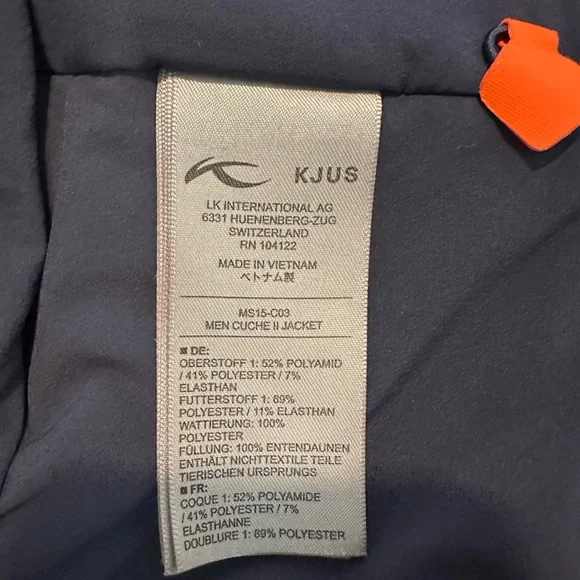 KJUS
LK INTERNATIONAL AG
6331 HUENENBERG-ZUG
SWITZERLAND
RN 104122
MADE IN VIETNAM
ベトナム製
MS15-C03
MEN CUCHE II JACKET
■ DE:
OBERSTOFF 1: 52% POLYAMID
/ 41% POLYESTER / 7%
ELASTHAN
FUTTERSTOFF 1: 89%
POLYESTER / 11% ELASTHAN
WATTIERUNG: 100%
POLYESTER
FÜLLUNG: 100% ENTENDAUNEN
ENTHÄLT NICHTTEXTILE TEILE
TIERISCHEN URSPRUNGS
■ FR:
COQUE 1: 52% POLYAMIDE
/ 41% POLYESTER / 7%
ELASTHANNE
DOUBLURE 1: 89% POLYESTER